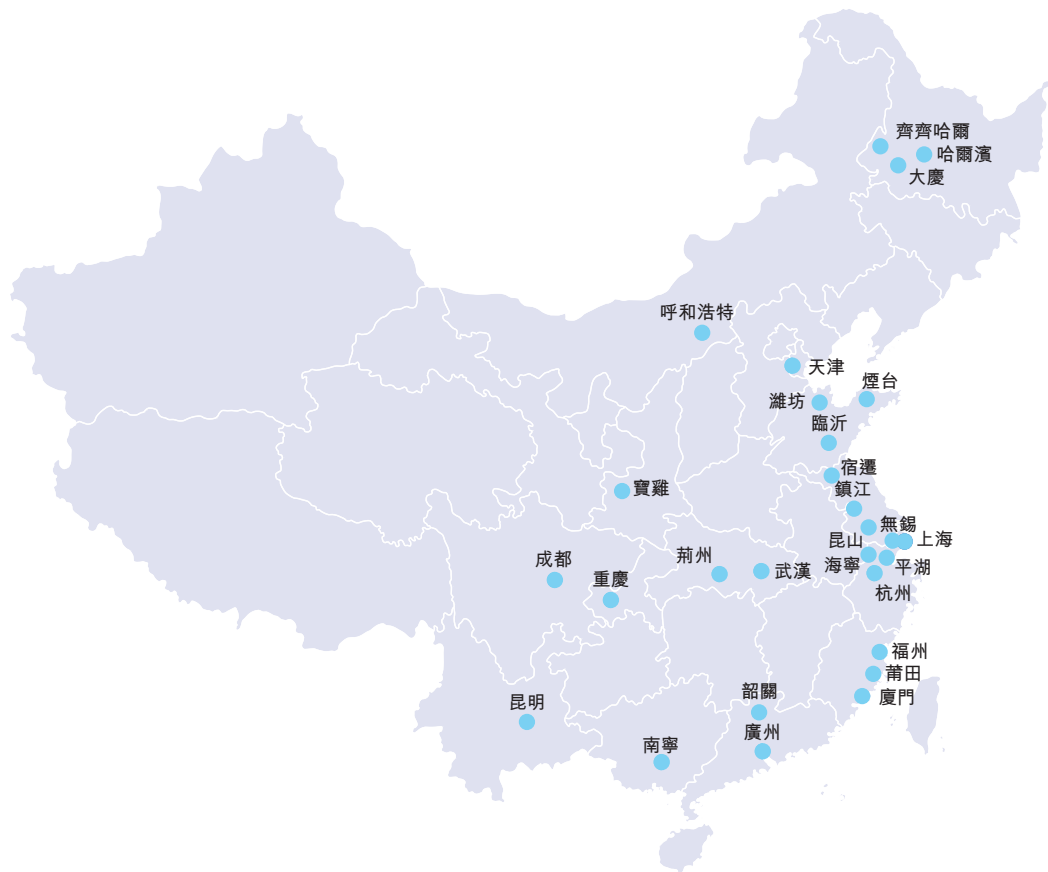 齊齊哈爾
哈爾濱
大慶
呼和浩特
天津
煙台
濰坊
臨沂
宿遷
寶雞
鎮江
無錫
昆山
上海
成都
荊州
海寧
平湖
重慶
武漢
杭州
福州
莆田
韶關
廈門
昆明
廣州
南寧